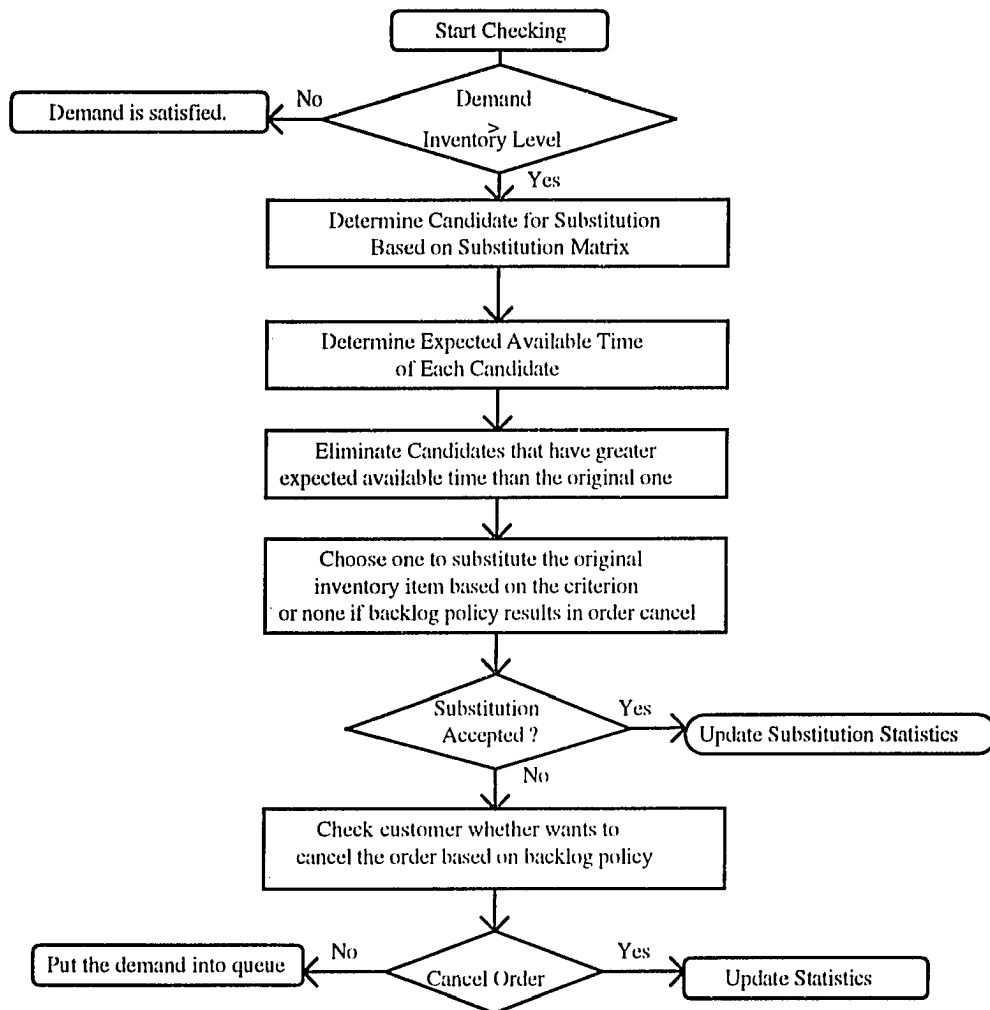 Start Checking
Demand
>
Inventory Level
No
Demand is satisfied.
Yes
Determine Candidate for Substitution
Based on Substitution Matrix
Determine Expected Available Time
of Each Candidate
Eliminate Candidates that have greater
expected available time than the original one
Choose one to substitute the original
inventory item based on the criterion
or none if backlog policy results in order cancel
Substitution
Accepted ?
Yes
Update Substitution Statistics
No
Check customer whether wants to
cancel the order based on backlog policy
No
Put the demand into queue
Cancel Order
Yes
Update Statistics